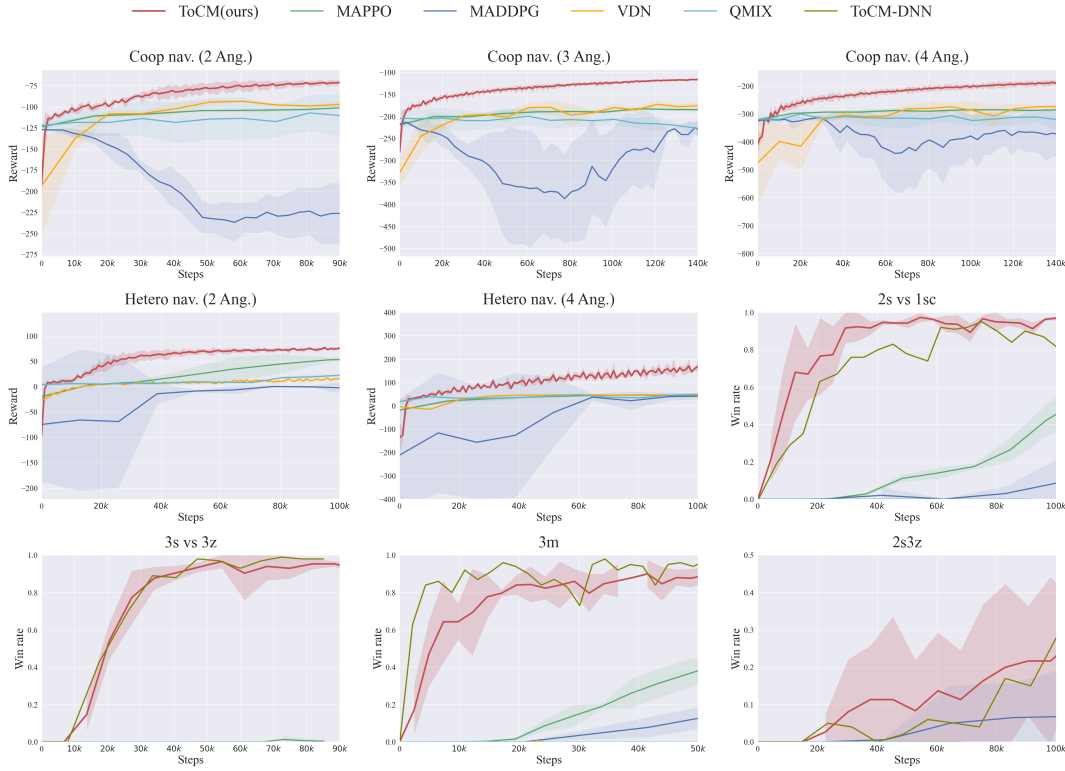 ToCM(ours) MAPPO MADDPG VDN QMIX ToCM-DNN
Coop nav. (2 Ang.) Coop nav. (3 Ang.) Coop nav. (4 Ang.)
Reward
−75
−100
−125
−150
−175
−200
−225
−250
−275
0 10k 20k 30k 40k 50k 60k 70k 80k 90k
Steps
Reward
−100
−150
−200
−250
−300
−350
−400
−450
−500
0 20k 40k 60k 80k 100k 120k 140k
Steps
Reward
−200
−300
−400
−500
−600
−700
−800
0 20k 40k 60k 80k 100k 120k 140k
Steps
Hetero nav. (2 Ang.) Hetero nav. (4 Ang.) 2s vs 1sc
Reward
100
50
0
−50
−100
−150
−200
0 20k 40k 60k 80k 100k
Steps
Reward
400
300
200
100
0
−100
−200
−300
−400
0 20k 40k 60k 80k 100k
Steps
Win rate
1.0
0.8
0.6
0.4
0.2
0.0
0 20k 40k 60k 80k 100k
Steps
3s vs 3z 3m 2s3z
Win rate
1.0
0.8
0.6
0.4
0.2
0.0
0 10k 20k 30k 40k 50k 60k 70k 80k 90k
Steps
Win rate
1.0
0.8
0.6
0.4
0.2
0.0
0 10k 20k 30k 40k 50k
Steps
Win rate
0.5
0.4
0.3
0.2
0.1
0.0
0 20k 40k 60k 80k 100k
Steps